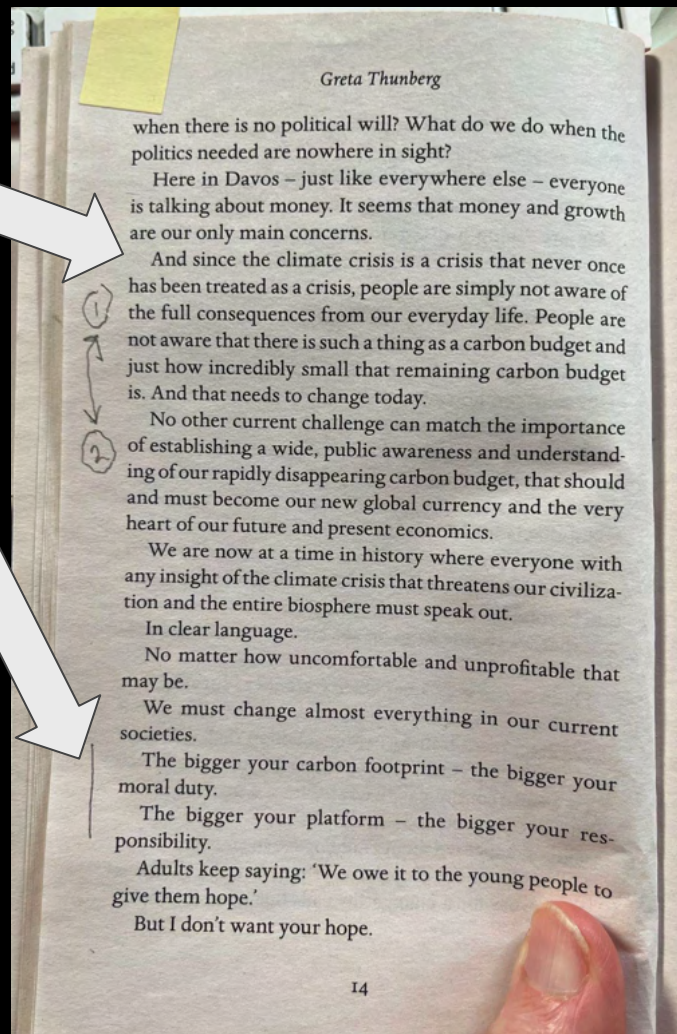 Greta Thunberg
when there is no political will? What do we do when the
politics needed are nowhere in sight?
Here in Davos – just like everywhere else – everyone
is talking about money. It seems that money and growth
are our only main concerns.
And since the climate crisis is a crisis that never once
has been treated as a crisis, people are simply not aware of
1
the full consequences from our everyday life. People are
not aware that there is such a thing as a carbon budget and
just how incredibly small that remaining carbon budget
is. And that needs to change today.
No other current challenge can match the importance
2
of establishing a wide, public awareness and understand-
ing of our rapidly disappearing carbon budget, that should
and must become our new global currency and the very
heart of our future and present economics.
We are now at a time in history where everyone with
any insight of the climate crisis that threatens our civiliza-
tion and the entire biosphere must speak out.
In clear language.
No matter how uncomfortable and unprofitable that
may be.
We must change almost everything in our current
societies.
The bigger your carbon footprint – the bigger your
moral duty.
The bigger your platform – the bigger your res-
ponsibility.
Adults keep saying: ‘We owe it to the young people to
give them hope.’
But I don’t want your hope.
14